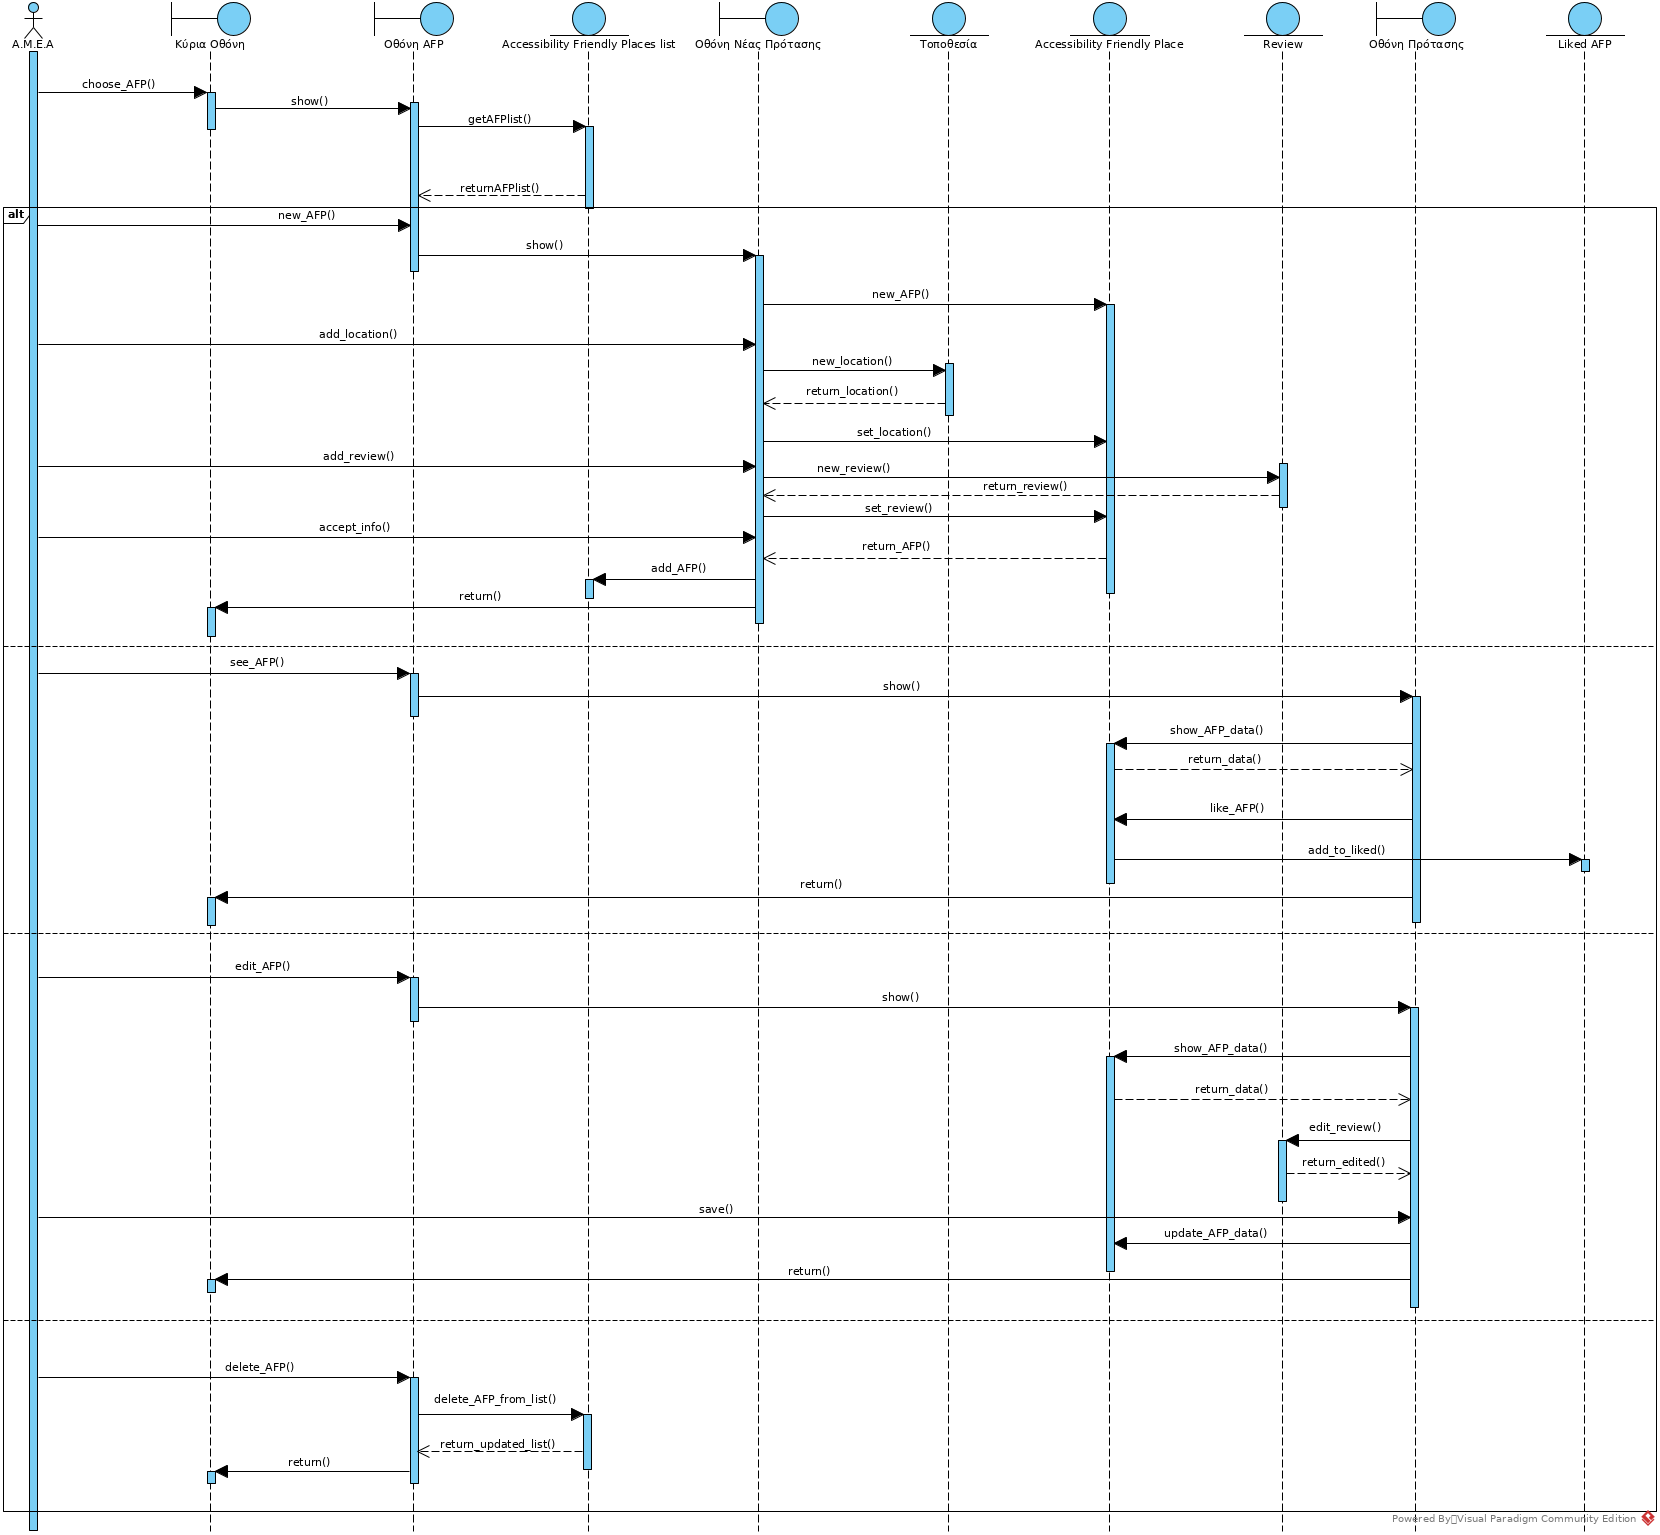 Α.Μ.Ε.Α
Κύρια Οθόνη
Οθόνη AFP
Accessibility Friendly Places list
Οθόνη Νέας Πρότασης
Τοποθεσία
Accessibility Friendly Place
Review
Οθόνη Πρότασης
Liked AFP
choose_AFP()
show()
getAFPlist()
returnAFPlist()
alt
new_AFP()
show()
new_AFP()
add_location()
new_location()
return_location()
set_location()
add_review()
new_review()
return_review()
set_review()
accept_info()
return_AFP()
add_AFP()
return()
see_AFP()
show()
show_AFP_data()
return_data()
like_AFP()
add_to_liked()
return()
edit_AFP()
show()
show_AFP_data()
return_data()
edit_review()
return_edited()
save()
update_AFP_data()
return()
delete_AFP()
delete_AFP_from_list()
return_updated_list()
return()
Powered By Visual Paradigm Community Edition